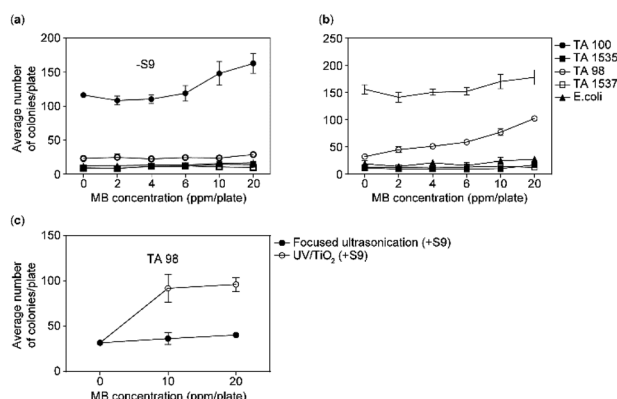 (a)
Average number
of colonies/plate
200
150
100
50
0
-S9
0 2 4 6 10 20
MB concentration (ppm/plate)
(b)
250
200
150
100
50
0
0 2 4 6 10 20
MB concentration (ppm/plate)
TA 100
TA 1535
TA 98
TA 1537
E.coli
(c)
Average number
of colonies/plate
150
100
50
0
TA 98
0 10 20
MB concentration (ppm/plate)
Focused ultrasonication (+S9)
UV/TiO2 (+S9)